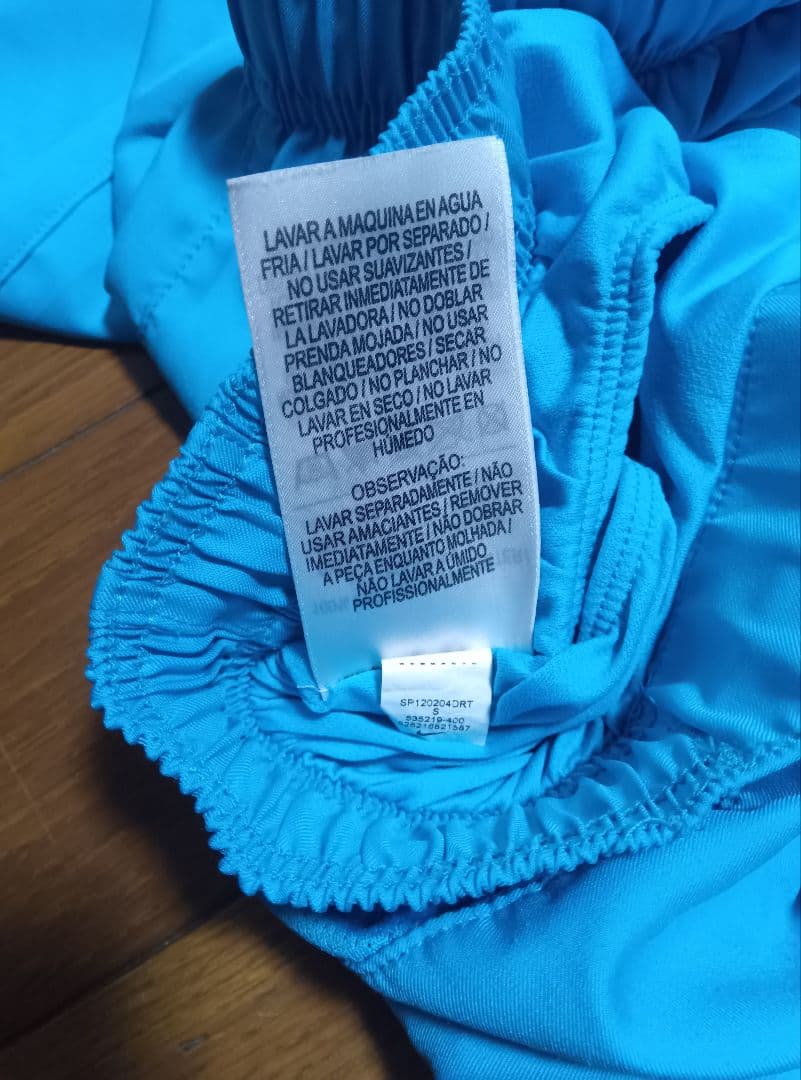 LAVAR A MAQUINA EN AGUA
FRIA / LAVAR POR SEPARADO /
NO USAR SUAVIZANTES /
RETIRAR INMEDIATAMENTE DE
LA LAVADORA / NO DOBLAR
PRENDA MOJADA / NO USAR
BLANQUEADORES / SECAR
COLGADO / NO PLANCHAR / NO
LAVAR EN SECO / NO LAVAR
PROFESIONALMENTE EN
HÚMEDO
OBSERVAÇÃO:
LAVAR SEPARADAMENTE / NÃO
USAR AMACIANTES / REMOVER
IMEDIATAMENTE / NÃO DOBRAR
A PEÇA ENQUANTO MOLHADA /
NÃO LAVAR A ÚMIDO
PROFISSIONALMENTE
SP120204DRT
S
535219-400